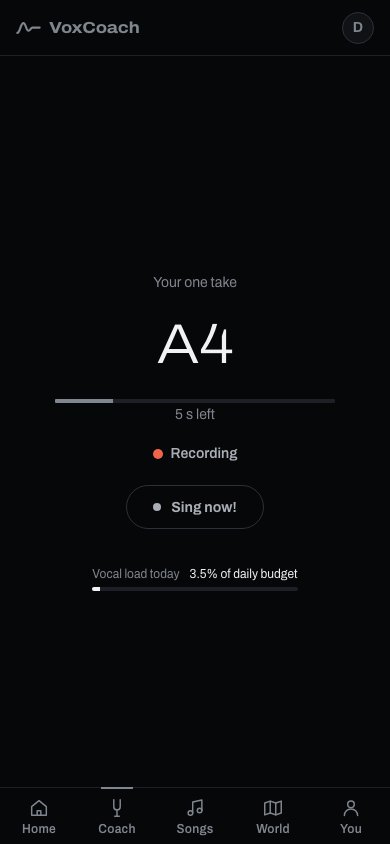 VoxCoach
D
Your one take
A4
5 s left
Recording
Sing now!
Vocal load today 3.5% of daily budget
Home Coach Songs World You